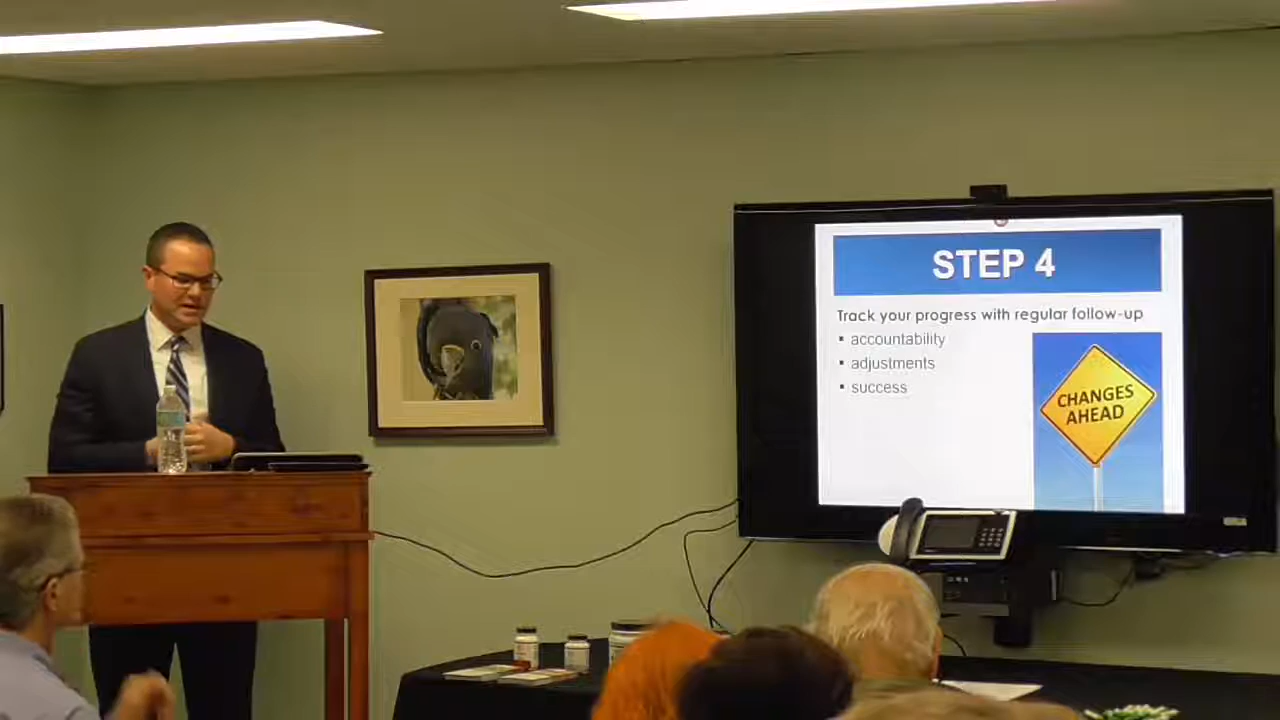 STEP 4
Track your progress with regular follow-up
▪ accountability
▪ adjustments
▪ success
CHANGES
AHEAD